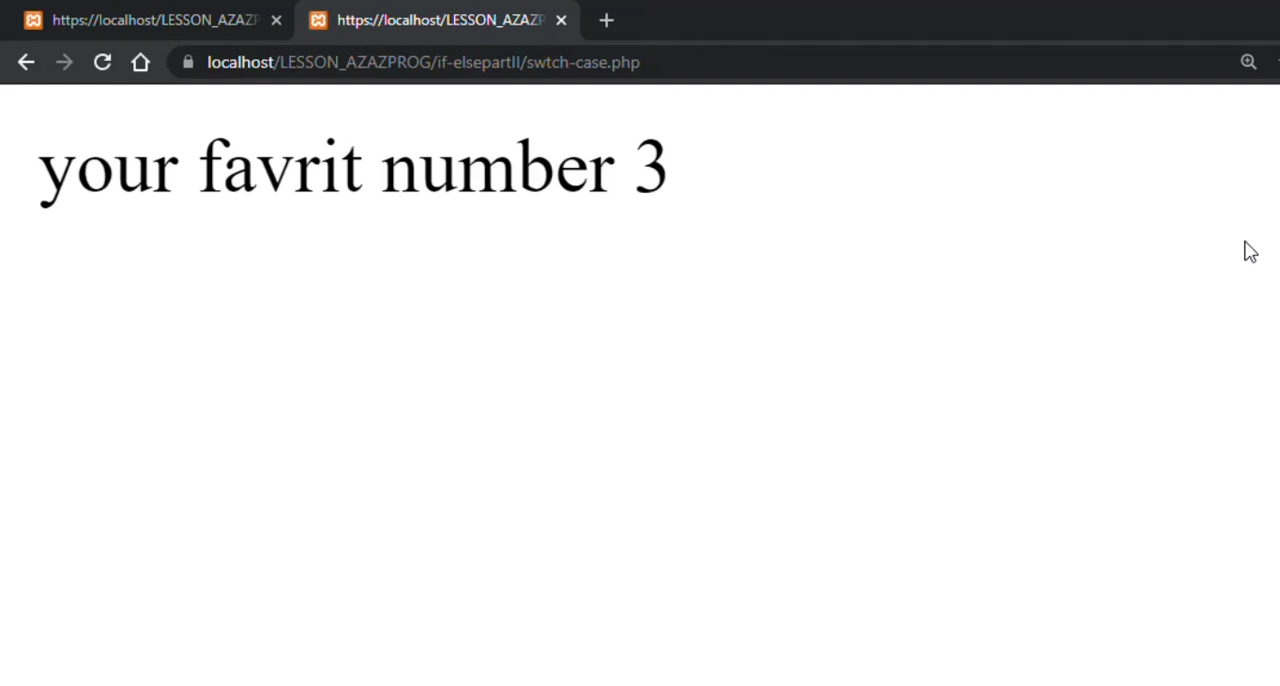 https://localhost/LESSON_AZAZP
https://localhost/LESSON_AZAZP
localhost/LESSON_AZAZPROG/if-elsepartII/swtch-case.php
your favrit number 3